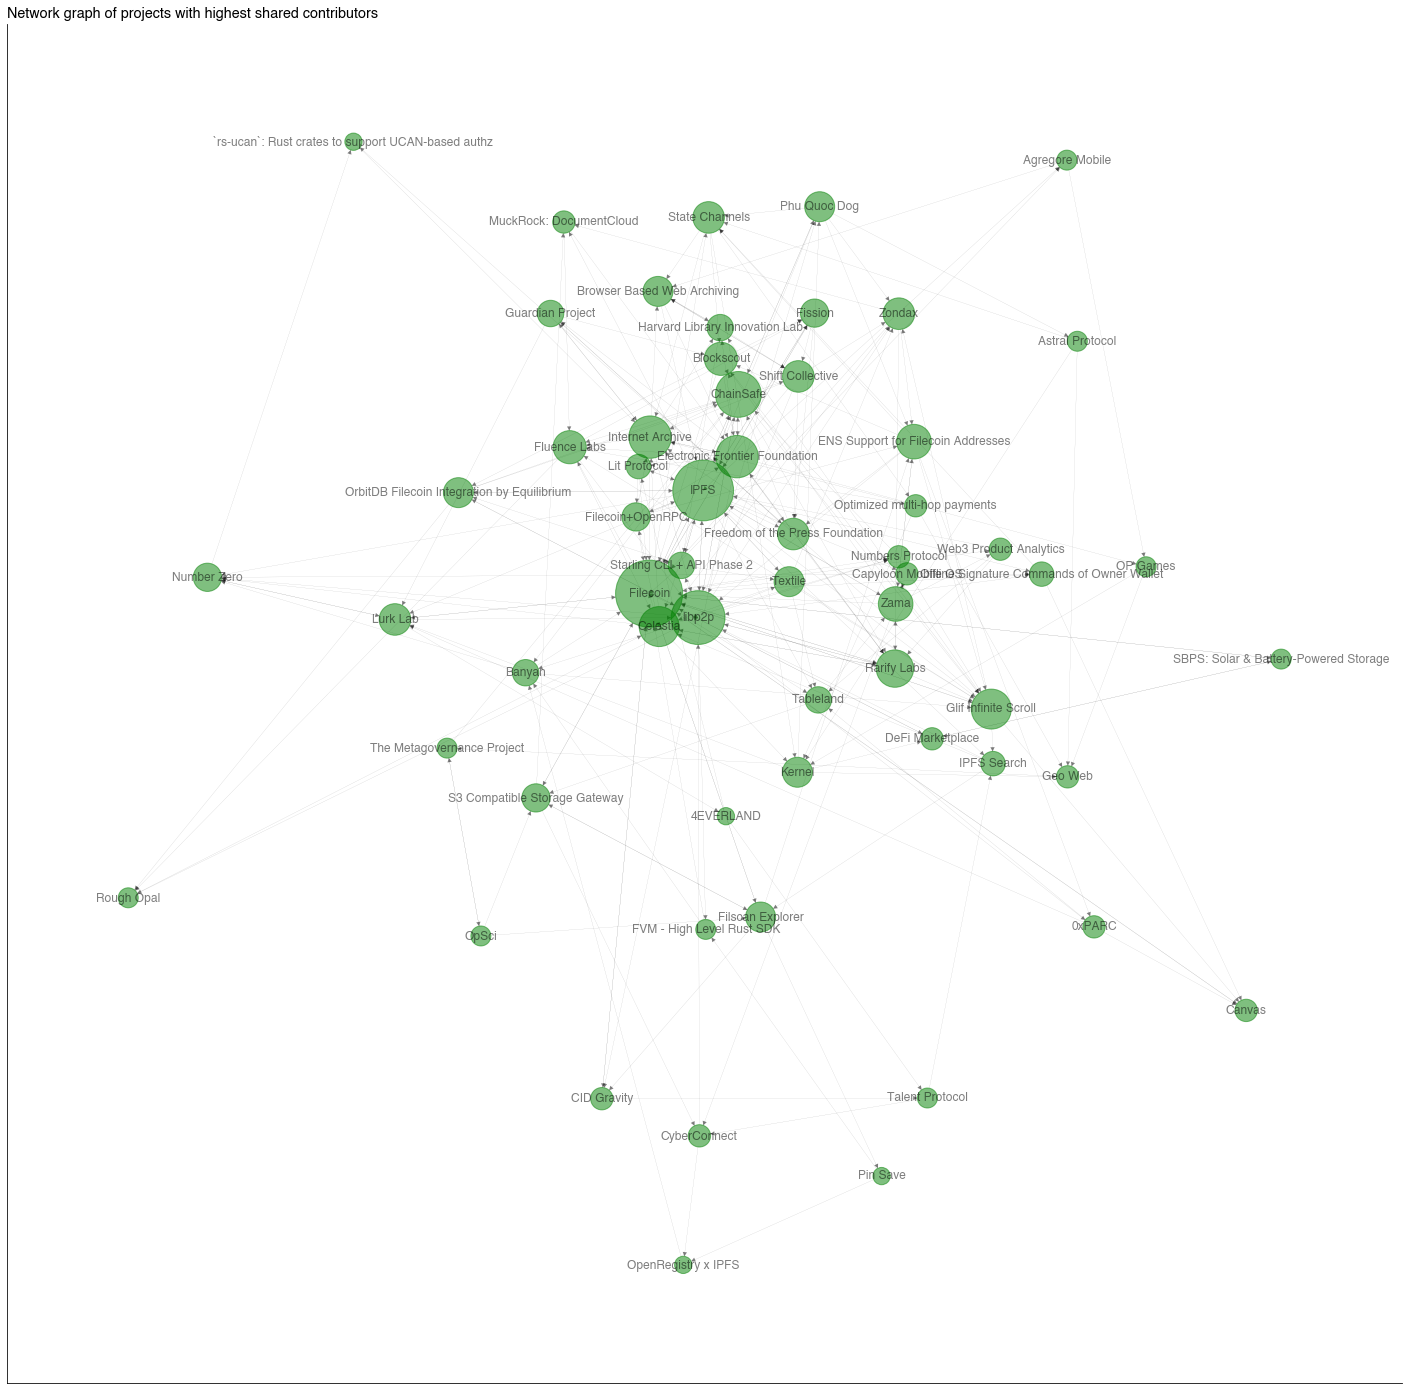 Network graph of projects with highest shared contributors
`rs-ucan`: Rust crates to support UCAN-based authz
Agregore Mobile
Phu Quoc Dog
State Channels
MuckRock: DocumentCloud
Browser Based Web Archiving
Guardian Project
Fission
Zondax
Harvard Library Innovation Lab
Astral Protocol
Blockscout
Shift Collective
ChainSafe
Internet Archive
ENS Support for Filecoin Addresses
Fluence Labs
Electronic Frontier Foundation
Lit Protocol
IPFS
OrbitDB Filecoin Integration by Equilibrium
Optimized multi-hop payments
Filecoin+OpenRPC
Freedom of the Press Foundation
Web3 Product Analytics
Numbers Protocol
Starling CLI++ API Phase 2
OP Games
Capyloon Mobile OS
Offline Signature Commands of Owner Wallet
Number Zero
Textile
Filecoin
Zama
libp2p
Lurk Lab
Celestia
SBPS: Solar & Battery-Powered Storage
Rarify Labs
Banyan
Tableland
Glif Infinite Scroll
DeFi Marketplace
The Metagovernance Project
IPFS Search
Kernel
Geo Web
S3 Compatible Storage Gateway
4EVERLAND
Rough Opal
Filscan Explorer
0xPARC
FVM - High Level Rust SDK
OpSci
Canvas
CID Gravity
Talent Protocol
CyberConnect
Pin Save
OpenRegistry x IPFS